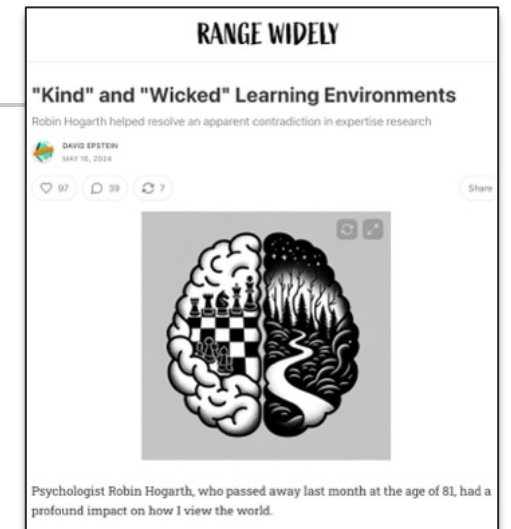 RANGE WIDELY
"Kind" and "Wicked" Learning Environments
Robin Hogarth helped resolve an apparent contradiction in expertise research
DAVID EPSTEIN
MAY 16, 2024
97 39 7 Share
Psychologist Robin Hogarth, who passed away last month at the age of 81, had a
profound impact on how I view the world.